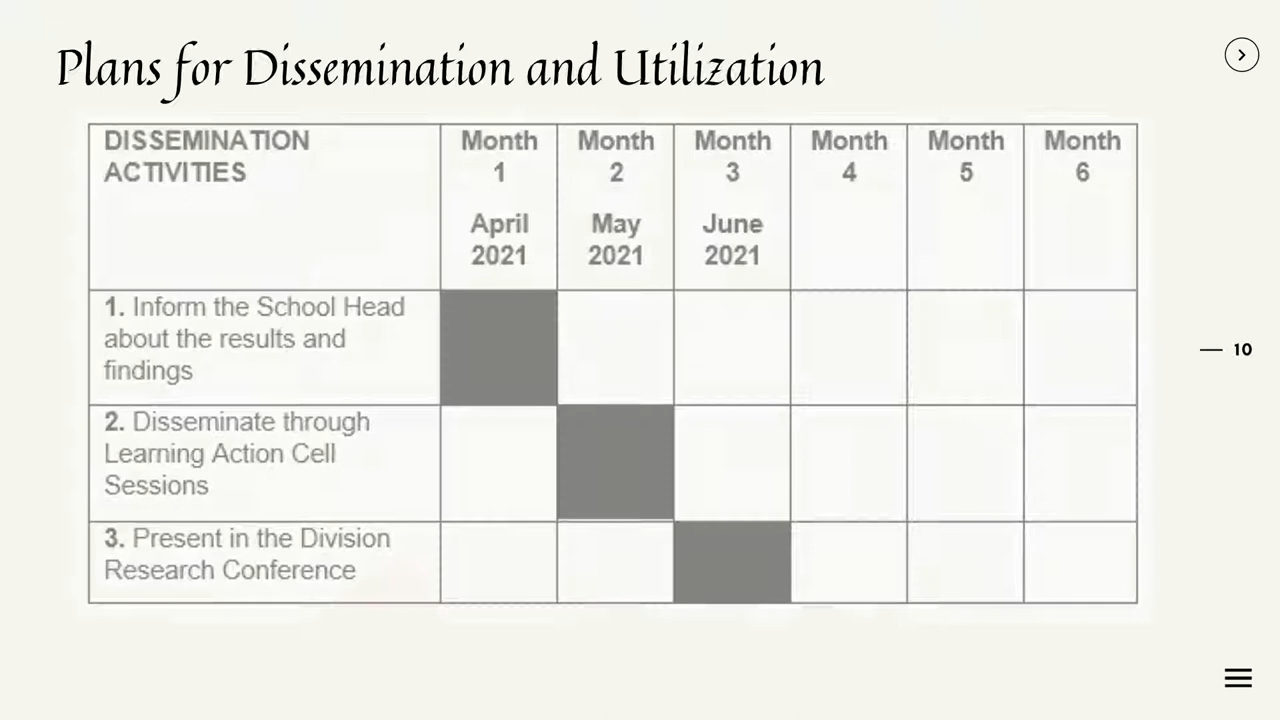 Plans for Dissemination and Utilization
DISSEMINATION
ACTIVITIES
Month
1
April
2021
Month
2
May
2021
Month
3
June
2021
Month
4
Month
5
Month
6
1. Inform the School Head
about the results and
findings
2. Disseminate through
Learning Action Cell
Sessions
3. Present in the Division
Research Conference
10